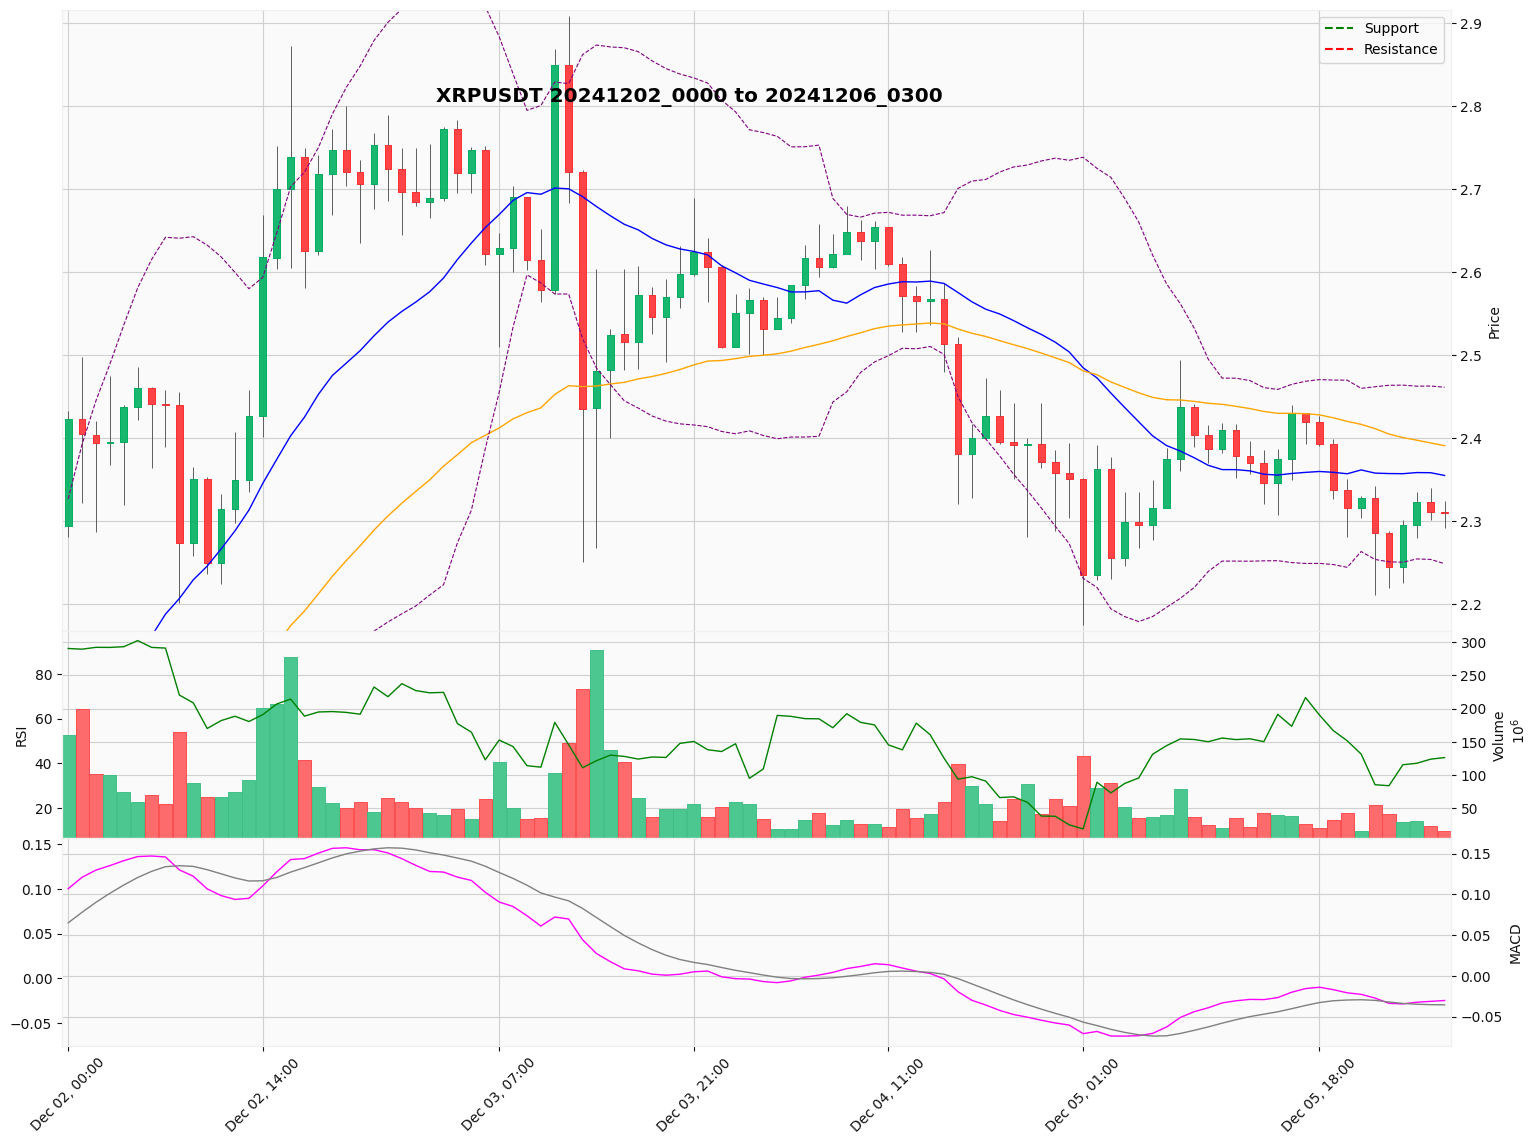 XRPUSDT 20241202_0000 to 20241206_0300
Support
Resistance
2.9
2.8
2.7
2.6
2.5
2.4
2.3
2.2
Price
80
60
40
20
RSI
300
250
200
150
100
50
Volume
10^6
0.15
0.10
0.05
0.00
−0.05
0.15
0.10
0.05
0.00
−0.05
MACD
Dec 02, 00:00
Dec 02, 14:00
Dec 03, 07:00
Dec 03, 21:00
Dec 04, 11:00
Dec 05, 01:00
Dec 05, 18:00